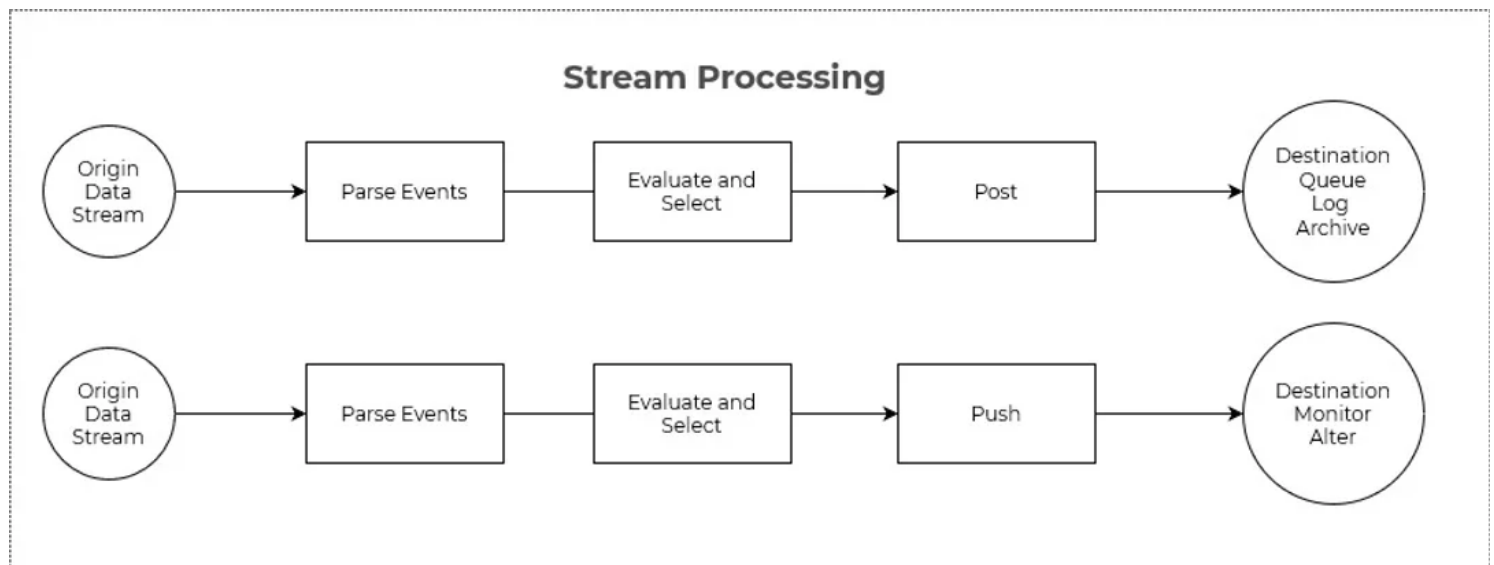 Stream Processing
Origin
Data
Stream
Parse Events
Evaluate and
Select
Post
Destination
Queue
Log
Archive
Origin
Data
Stream
Parse Events
Evaluate and
Select
Push
Destination
Monitor
Alter